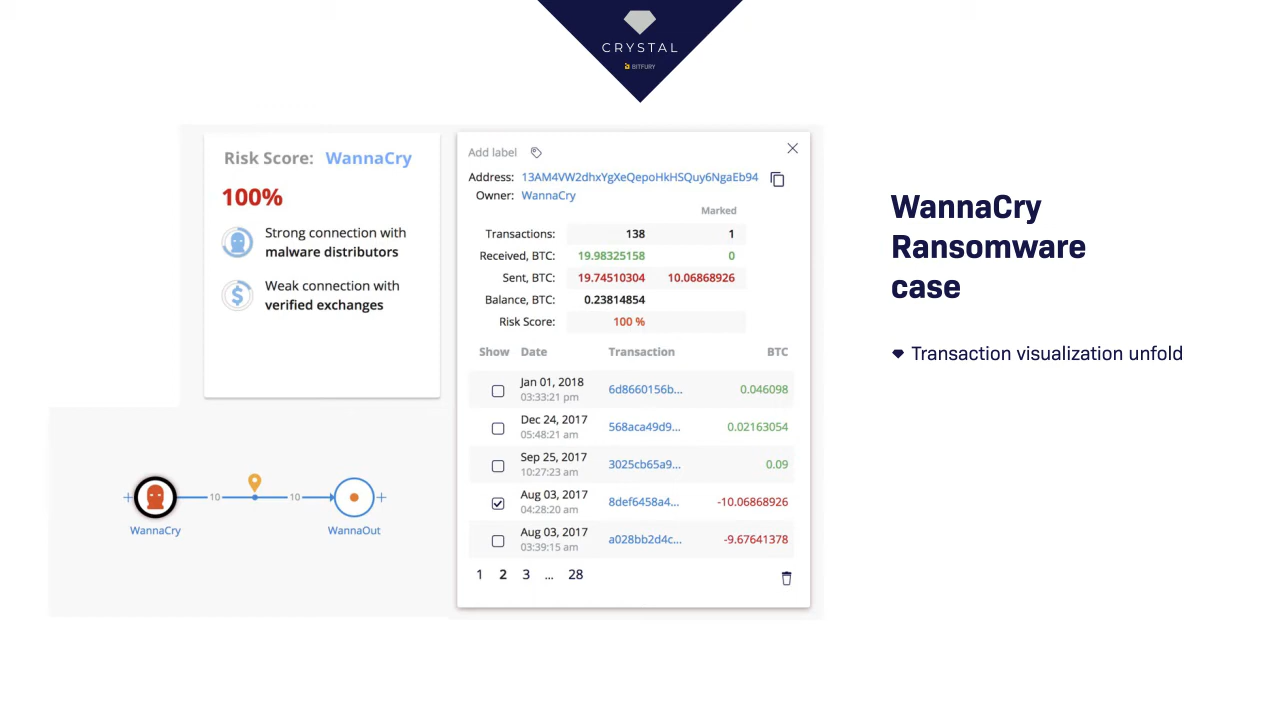 CRYSTAL
BITFURY
Risk Score: WannaCry
100%
Strong connection with
malware distributors
Weak connection with
verified exchanges
Add label
Address: 13AM4VW2dhxYgXeQepoHkHSQuy6NgaEb94
Owner: WannaCry
Marked
Transactions: 138 1
Received, BTC: 19.98325158 0
Sent, BTC: 19.74510304 10.06868926
Balance, BTC: 0.23814854
Risk Score: 100 %
Show Date Transaction BTC
Jan 01, 2018
03:33:21 pm
6d8660156b... 0.046098
Dec 24, 2017
05:48:21 am
568aca49d9... 0.02163054
Sep 25, 2017
10:27:23 am
3025cb65a9... 0.09
Aug 03, 2017
04:28:20 am
8def6458a4... -10.06868926
Aug 03, 2017
03:39:15 am
a028bb2d4c... -9.67641378
1 2 3 ... 28
10 10
WannaCry WannaOut
WannaCry
Ransomware
case
Transaction visualization unfold